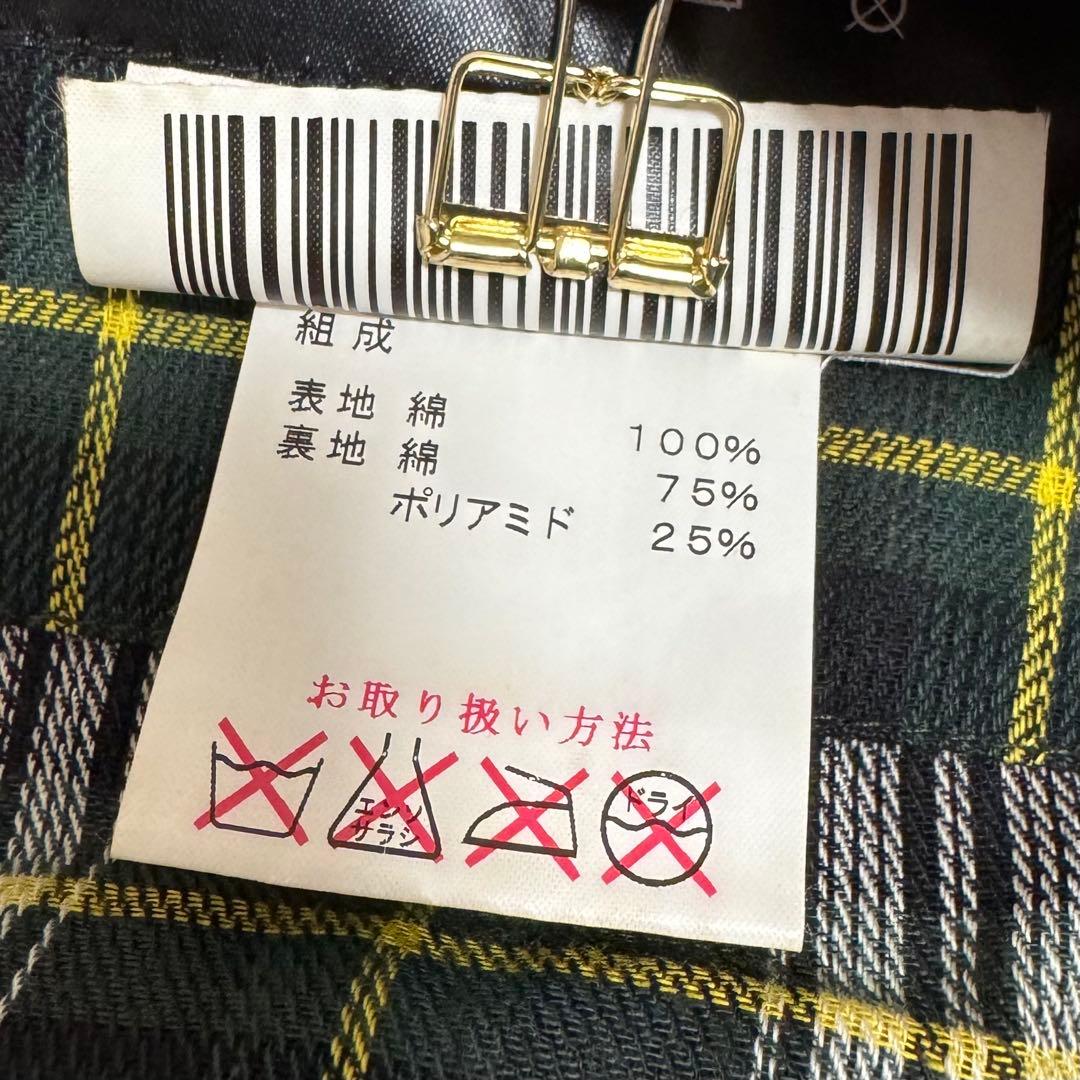 組成
表地 綿 100%
裏地 綿 75%
ポリアミド 25%
お取り扱い方法
エンソ
サラシ
ドライ